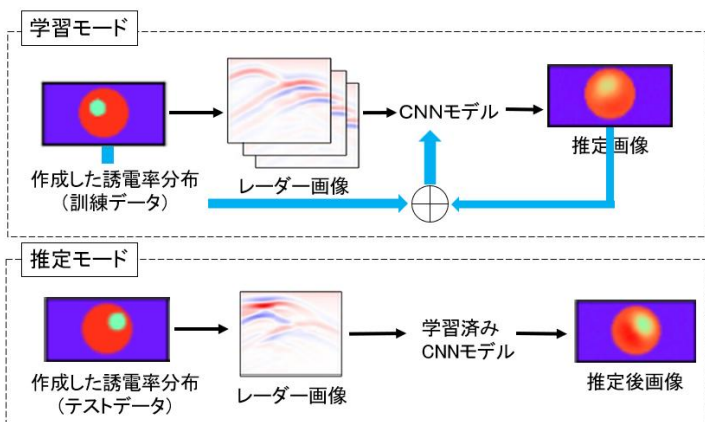 学習モード
CNNモデル
推定画像
作成した誘電率分布
(訓練データ)
レーダー画像
推定モード
学習済み
CNNモデル
作成した誘電率分布
(テストデータ)
レーダー画像
推定後画像